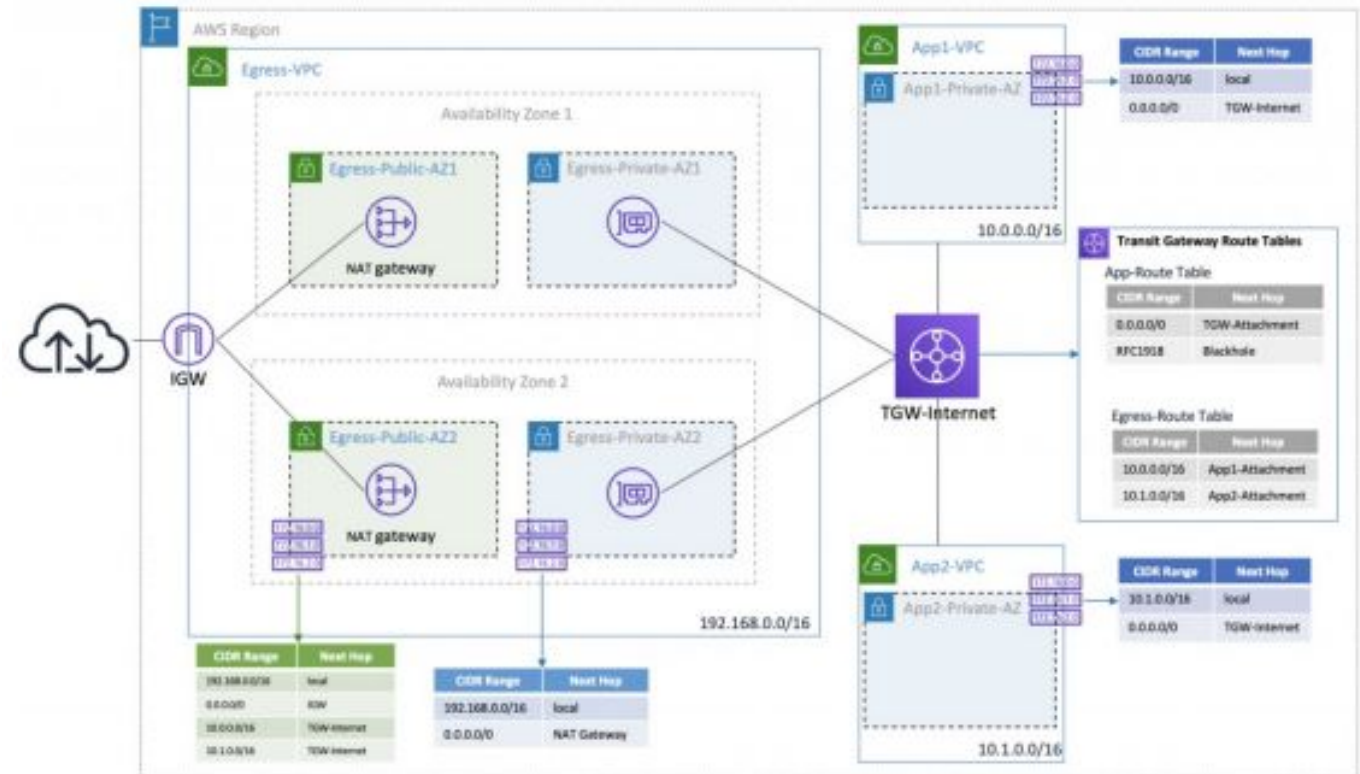 AWS Region
Egress-VPC
Availability Zone 1
Egress-Public-AZ1
NAT gateway
Egress-Private-AZ1
IGW
Availability Zone 2
Egress-Public-AZ2
NAT gateway
Egress-Private-AZ2
192.168.0.0/16
CIDR Range Next Hop
192.168.0.0/16 local
0.0.0.0/0 IGW
10.0.0.0/16 TGW-Internet
10.1.0.0/16 TGW-Internet
CIDR Range Next Hop
192.168.0.0/16 local
0.0.0.0/0 NAT Gateway
App1-VPC
App1-Private-AZ
10.0.0.0/16
CIDR Range Next Hop
10.0.0.0/16 local
0.0.0.0/0 TGW-Internet
TGW-Internet
Transit Gateway Route Tables
App-Route Table
CIDR Range Next Hop
0.0.0.0/0 TGW-Attachment
RFC1918 Blackhole
Egress-Route Table
CIDR Range Next Hop
10.0.0.0/16 App1-Attachment
10.1.0.0/16 App2-Attachment
App2-VPC
App2-Private-AZ
10.1.0.0/16
CIDR Range Next Hop
10.1.0.0/16 local
0.0.0.0/0 TGW-Internet